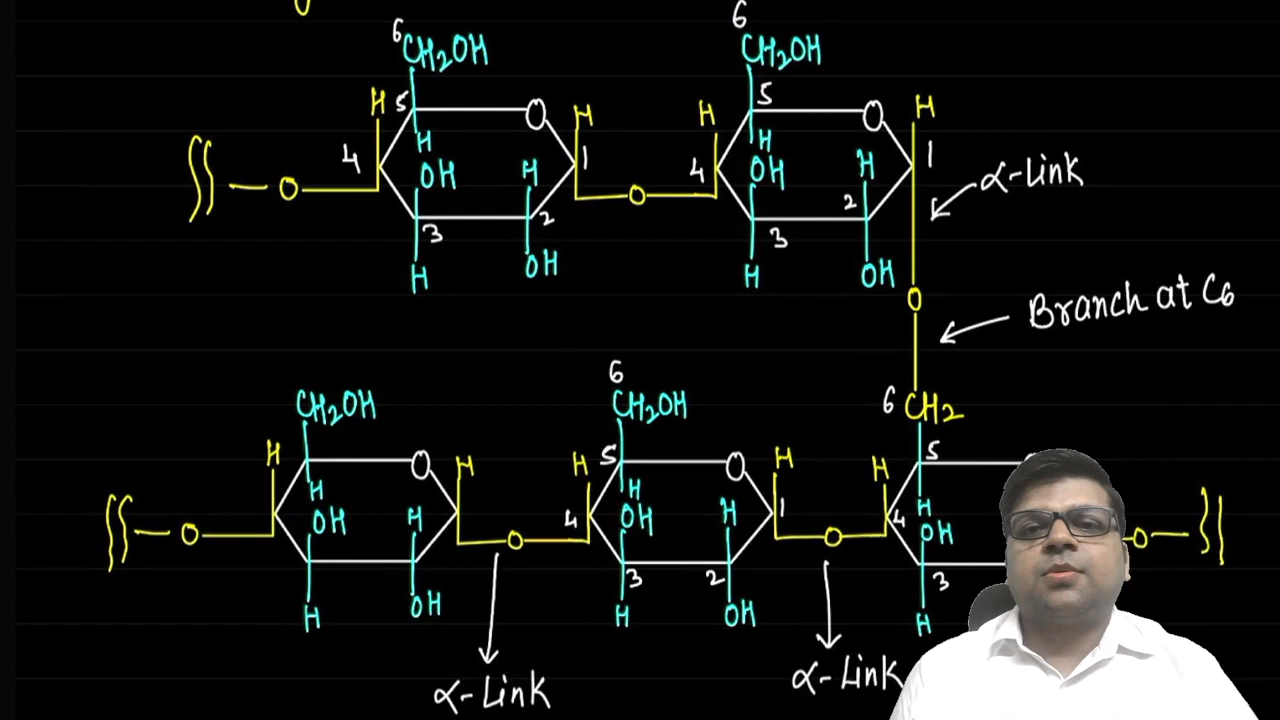 6 CH2OH 6 CH2OH
H 5 O H H 5 O H
4 H OH H 1 4 H OH H 1
O O α-Link
3 2 3 2
H OH H OH
O Branch at C6
6
CH2OH CH2OH 6 CH2
H O H H 5 O H H 5
H OH H 4 H OH H 1 4 H OH
O O O O
3 2 3
H OH H OH H
α-Link α-Link